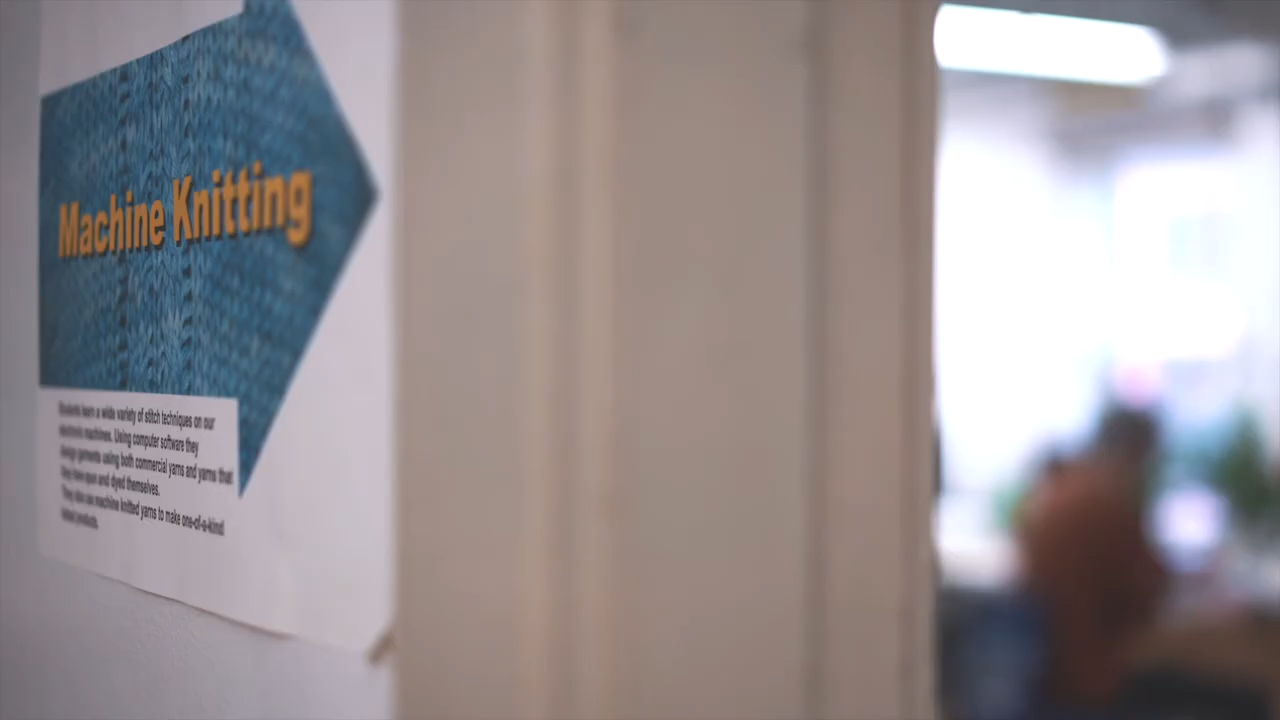 Machine Knitting
Students learn a wide variety of stitch techniques on our
electronic machines. Using computer software they
design garments using both commercial yarns and yarns that
they have spun and dyed themselves.
They also use machine knitted yarns to make one-of-a-kind
products.